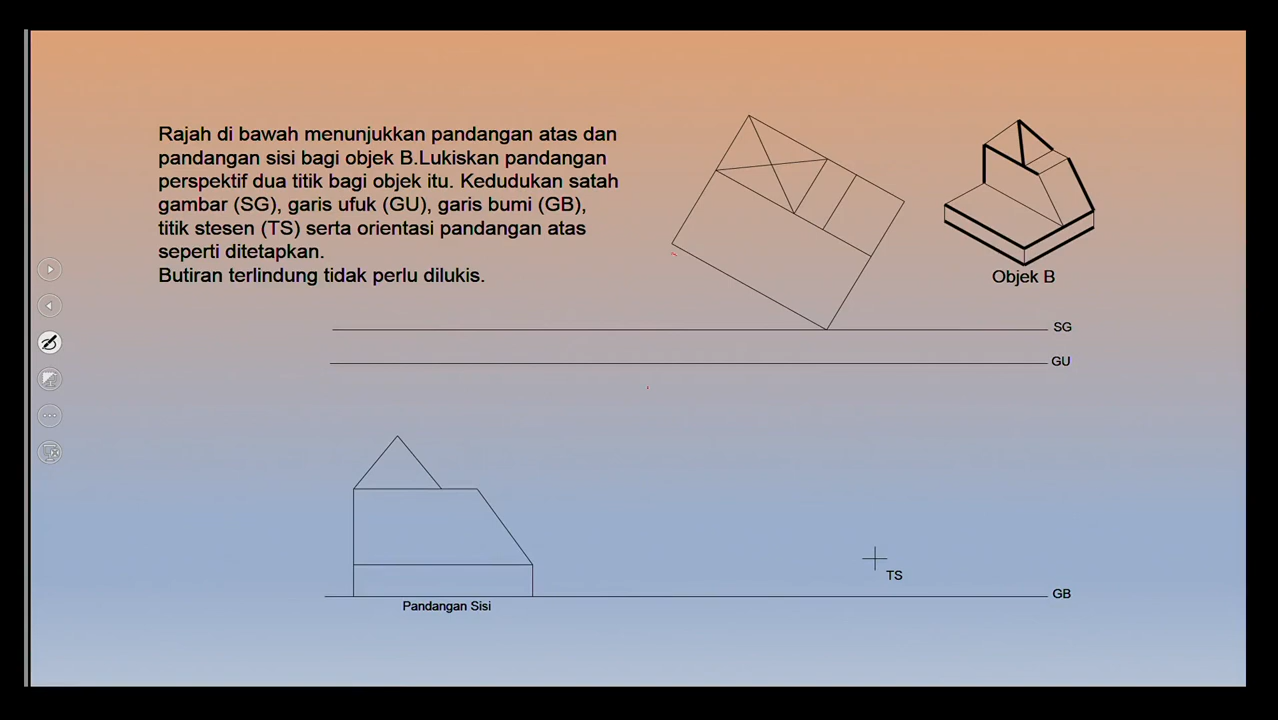 Rajah di bawah menunjukkan pandangan atas dan
pandangan sisi bagi objek B.Lukiskan pandangan
perspektif dua titik bagi objek itu. Kedudukan satah
gambar (SG), garis ufuk (GU), garis bumi (GB),
titik stesen (TS) serta orientasi pandangan atas
seperti ditetapkan.
Butiran terlindung tidak perlu dilukis.
Objek B
SG
GU
TS
GB
Pandangan Sisi